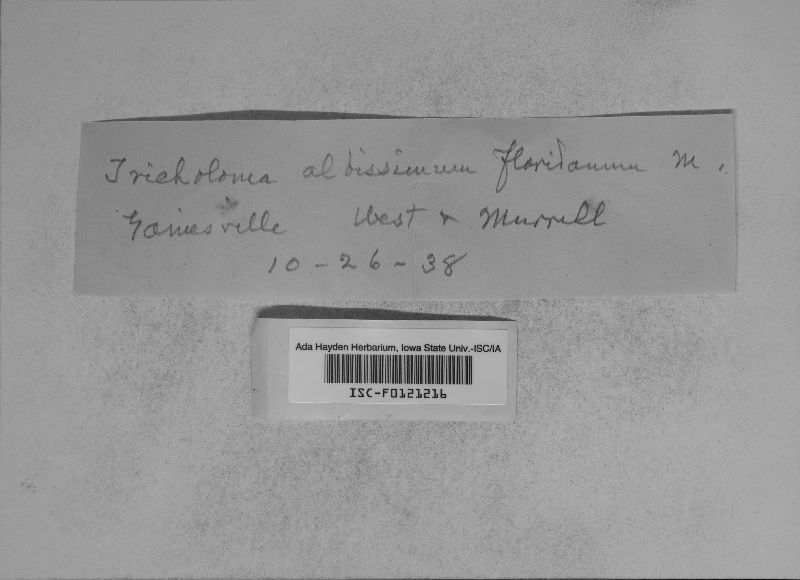 Tricholoma albissimum floridanum M.
Gainesville West & Murrill
10-26-38
Ada Hayden Herbarium, Iowa State Univ.-ISC/IA
ISC-F0121216